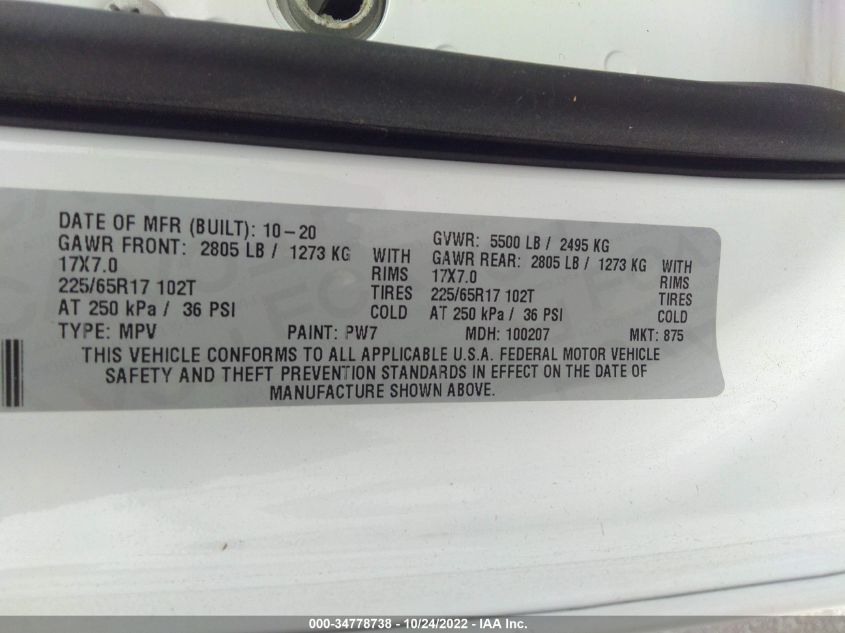 DATE OF MFR (BUILT): 10-20
GAWR FRONT: 2805 LB / 1273 KG WITH
17X7.0 RIMS
225/65R17 102T TIRES
AT 250 kPa / 36 PSI COLD
GVWR: 5500 LB / 2495 KG
GAWR REAR: 2805 LB / 1273 KG WITH
17X7.0 RIMS
225/65R17 102T TIRES
AT 250 kPa / 36 PSI COLD
TYPE: MPV PAINT: PW7 MDH: 100207 MKT: 875
THIS VEHICLE CONFORMS TO ALL APPLICABLE U.S.A. FEDERAL MOTOR VEHICLE
SAFETY AND THEFT PREVENTION STANDARDS IN EFFECT ON THE DATE OF
MANUFACTURE SHOWN ABOVE.
000-34778738 - 10/24/2022 - IAA Inc.